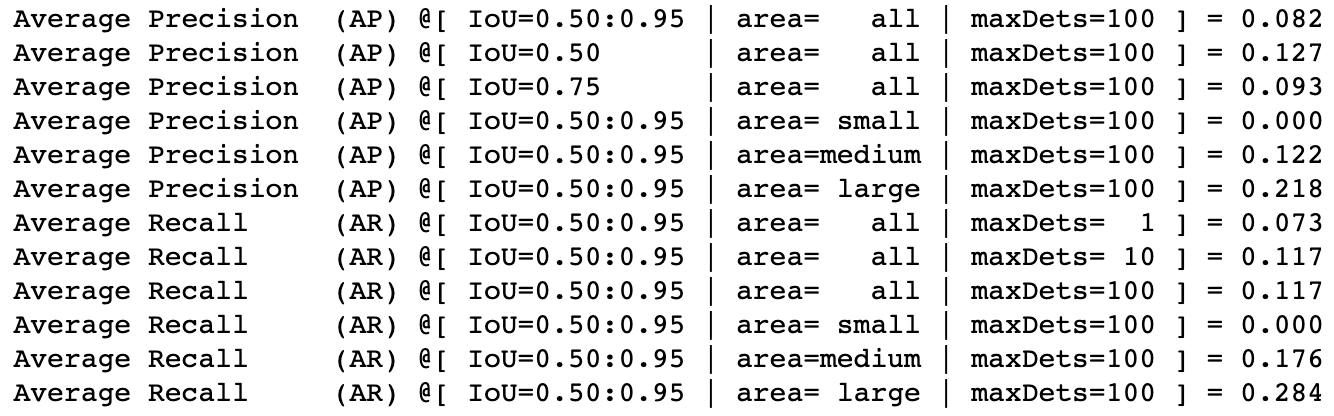 Average Precision  (AP) @[ IoU=0.50:0.95 | area=   all | maxDets=100 ] = 0.082
Average Precision  (AP) @[ IoU=0.50      | area=   all | maxDets=100 ] = 0.127
Average Precision  (AP) @[ IoU=0.75      | area=   all | maxDets=100 ] = 0.093
Average Precision  (AP) @[ IoU=0.50:0.95 | area= small | maxDets=100 ] = 0.000
Average Precision  (AP) @[ IoU=0.50:0.95 | area=medium | maxDets=100 ] = 0.122
Average Precision  (AP) @[ IoU=0.50:0.95 | area= large | maxDets=100 ] = 0.218
Average Recall     (AR) @[ IoU=0.50:0.95 | area=   all | maxDets=  1 ] = 0.073
Average Recall     (AR) @[ IoU=0.50:0.95 | area=   all | maxDets= 10 ] = 0.117
Average Recall     (AR) @[ IoU=0.50:0.95 | area=   all | maxDets=100 ] = 0.117
Average Recall     (AR) @[ IoU=0.50:0.95 | area= small | maxDets=100 ] = 0.000
Average Recall     (AR) @[ IoU=0.50:0.95 | area=medium | maxDets=100 ] = 0.176
Average Recall     (AR) @[ IoU=0.50:0.95 | area= large | maxDets=100 ] = 0.284